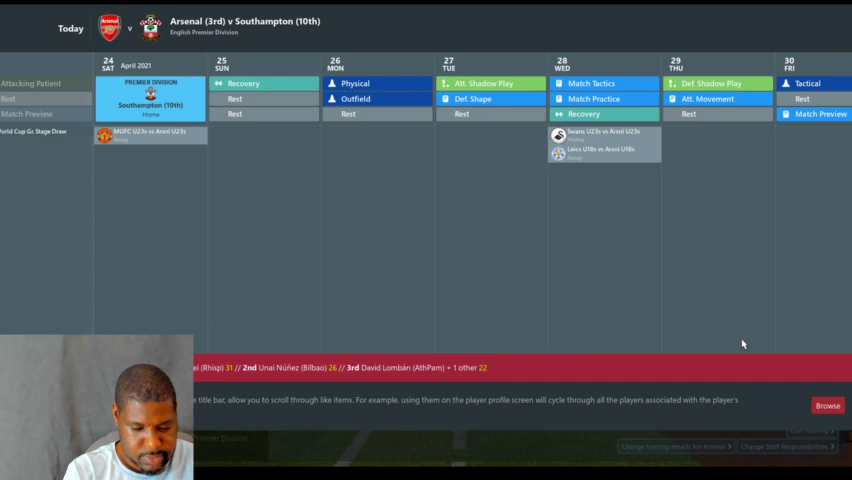 Today
Arsenal
v
Arsenal (3rd) v Southampton (10th)
English Premier Division
24
SAT
April 2021
25
SUN
26
MON
27
TUE
28
WED
29
THU
30
FRI
Attacking Patient
Rest
Match Preview
World Cup Gr. Stage Draw
PREMIER DIVISION
Southampton (10th)
Home
MUFC U23s vs Arsnl U23s
Away
Recovery
Rest
Rest
Physical
Outfield
Rest
Att. Shadow Play
Def. Shape
Rest
Match Tactics
Match Practice
Recovery
Swans U23s vs Arsnl U23s
Home
Leics U18s vs Arsnl U18s
Away
Def. Shadow Play
Att. Movement
Rest
Tactical
Rest
Match Preview
ei (Rhisp) 31 // 2nd Unai Núñez (Bilbao) 26 // 3rd David Lombán (AthPam) + 1 other 22
e title bar, allow you to scroll through like items. For example, using them on the player profile screen will cycle through all the players associated with the player's
Browse
Premier Division
Change training emails for Arsenal
Change Staff Responsibilities